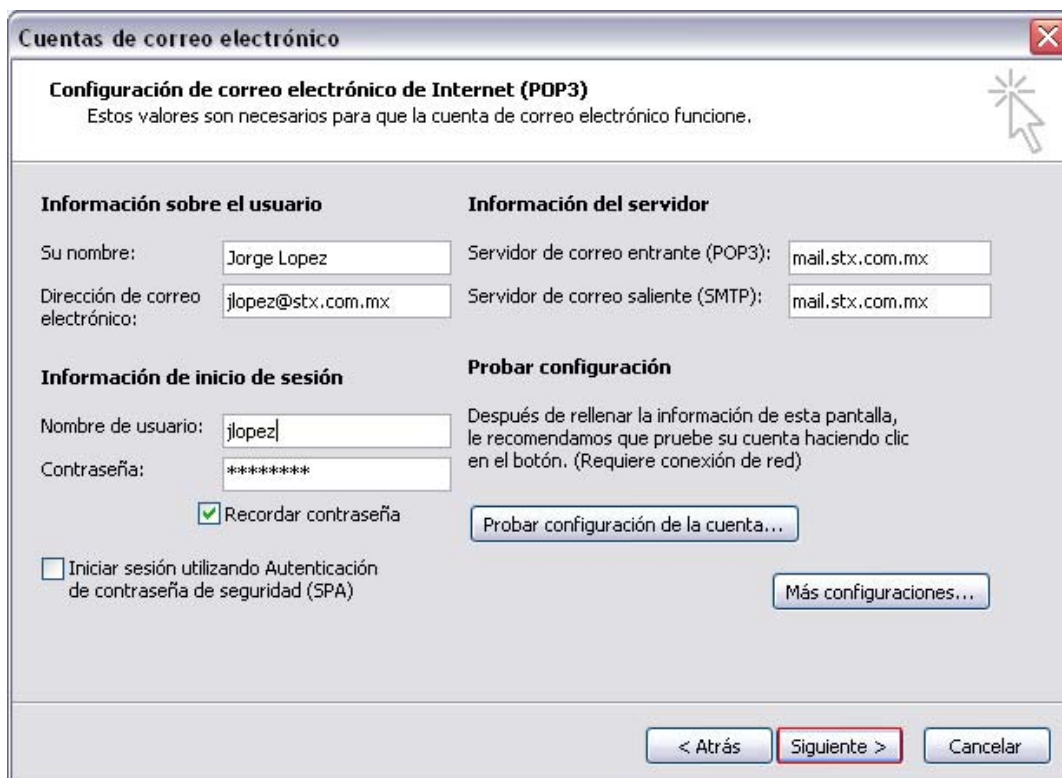 Cuentas de correo electrónico
Configuración de correo electrónico de Internet (POP3)
Estos valores son necesarios para que la cuenta de correo electrónico funcione.
Información sobre el usuario
Su nombre:
Jorge Lopez
Dirección de correo
electrónico:
jlopez@stx.com.mx
Información del servidor
Servidor de correo entrante (POP3):
mail.stx.com.mx
Servidor de correo saliente (SMTP):
mail.stx.com.mx
Información de inicio de sesión
Nombre de usuario:
jlopez
Contraseña:
********
Recordar contraseña
Iniciar sesión utilizando Autenticación
de contraseña de seguridad (SPA)
Probar configuración
Después de rellenar la información de esta pantalla,
le recomendamos que pruebe su cuenta haciendo clic
en el botón. (Requiere conexión de red)
Probar configuración de la cuenta...
Más configuraciones...
< Atrás
Siguiente >
Cancelar